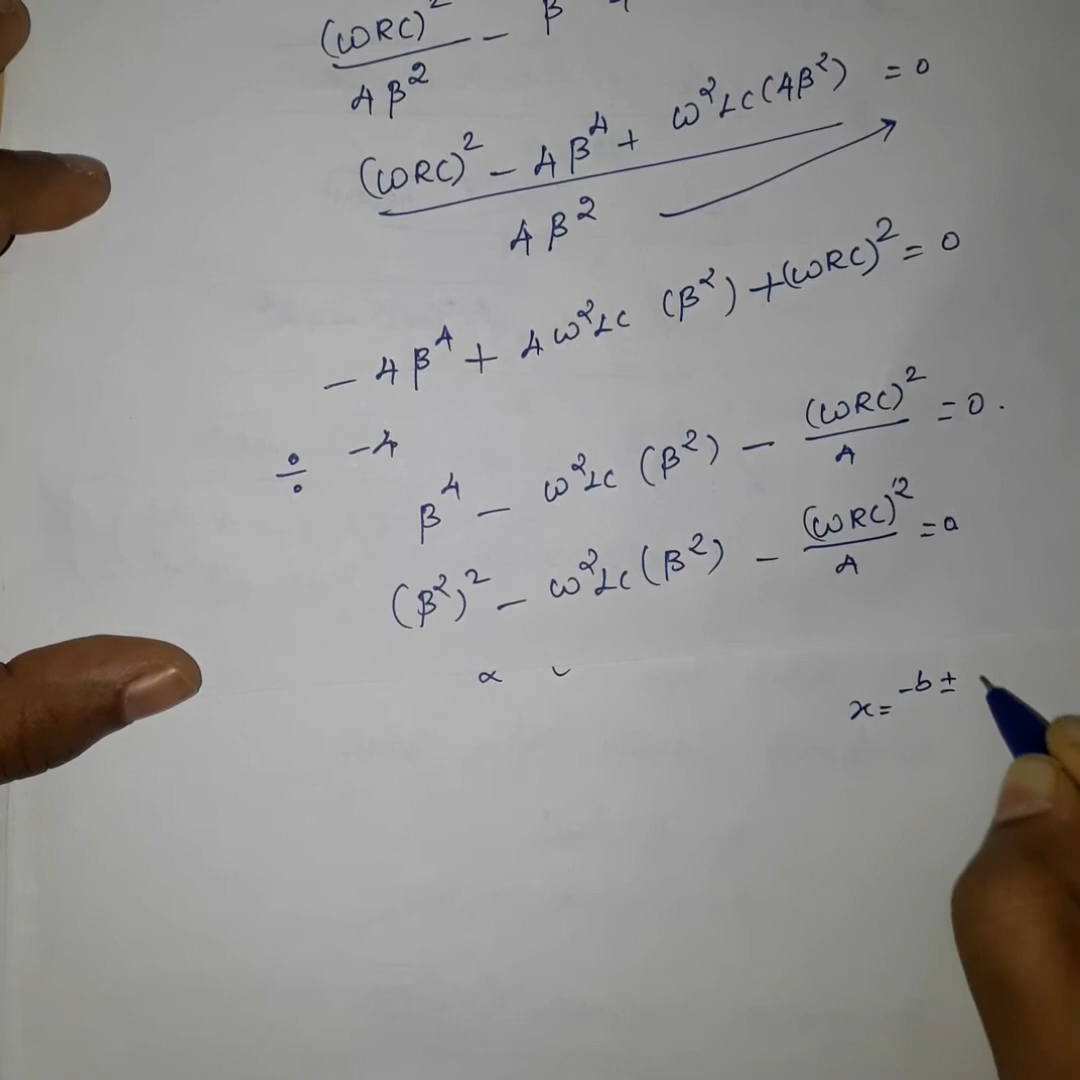 (ωRC)² / 4β² - β
(ωRC)² - 4β⁴ + ω²LC(4β²) / 4β² = 0
- 4β⁴ + 4ω²LC (β²) + (ωRC)² = 0
÷ -4
β⁴ - ω²LC (β²) - (ωRC)² / 4 = 0.
(β²)² - ω²LC (β²) - (ωRC)² / 4 = 0
x = -b ±